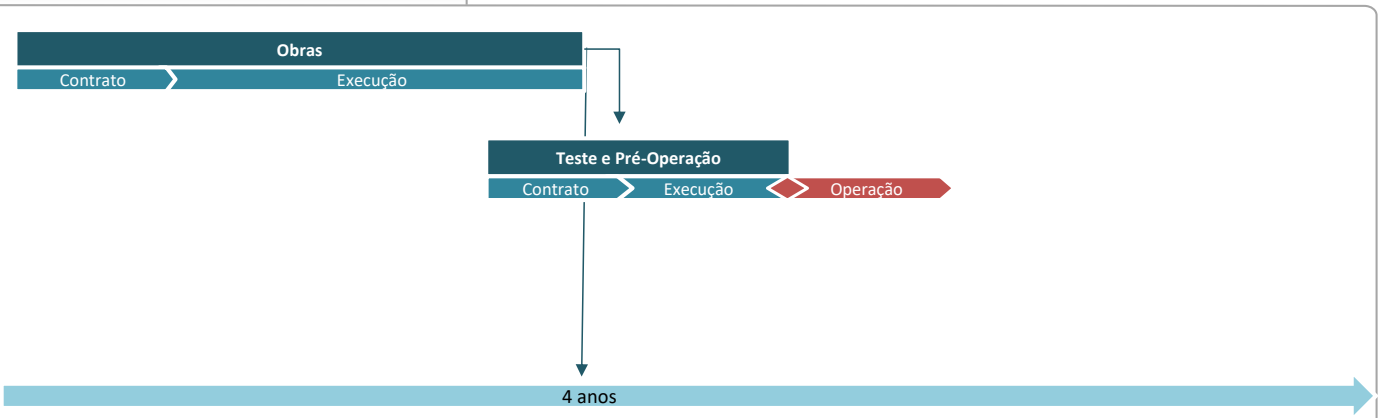 Obras
Contrato
Execução
Teste e Pré-Operação
Contrato
Execução
Operação
4 anos